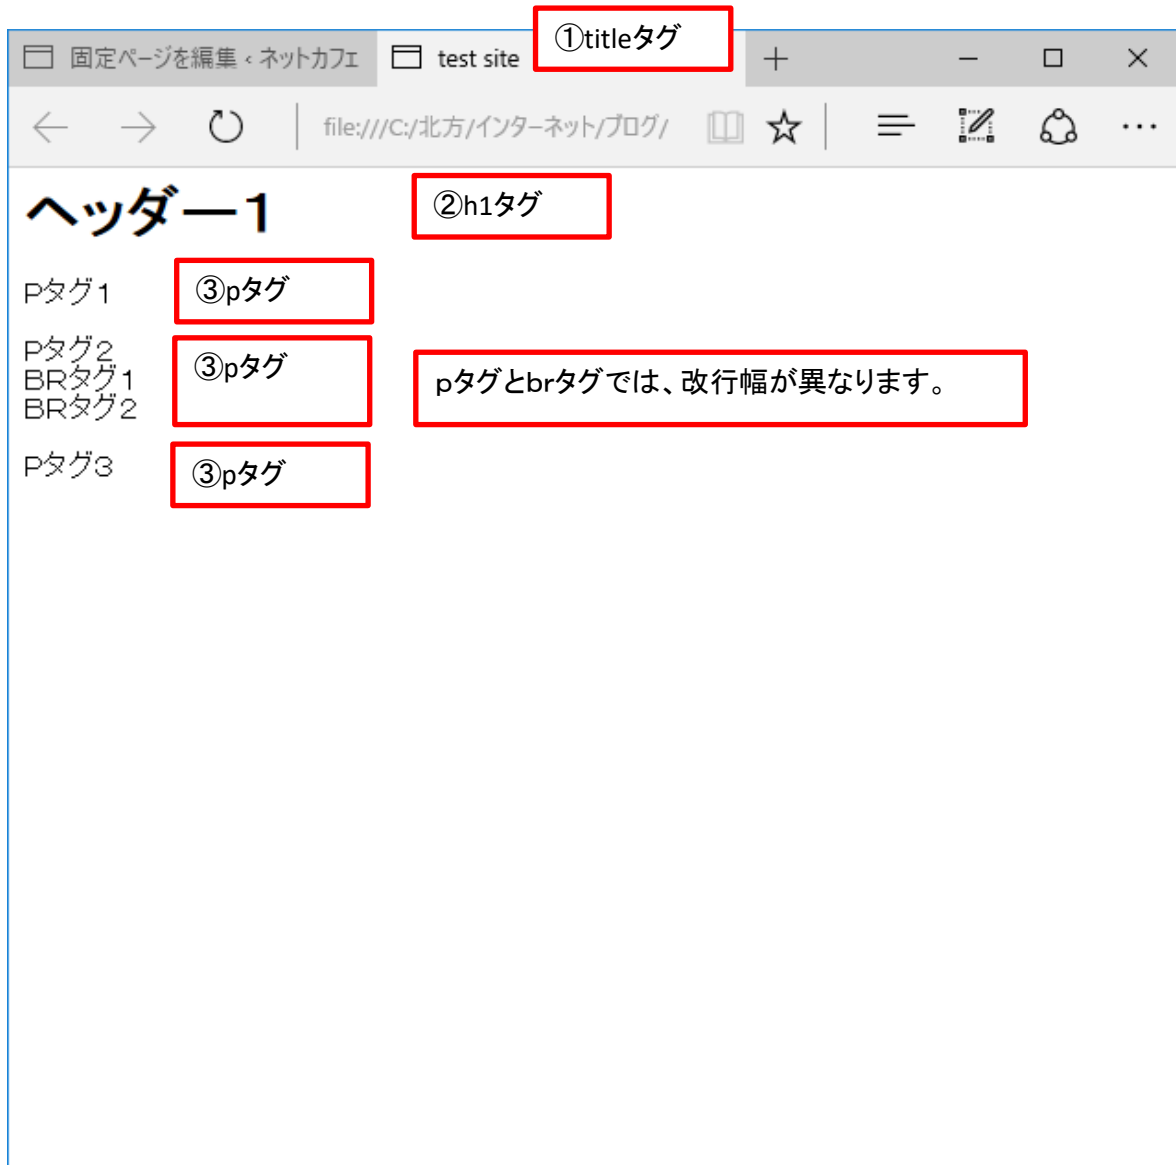 ①titleタグ
固定ページを編集 ‹ ネットカフェ
test site
file:///C:/北方/インターネット/ブログ/
ヘッダー１
②h1タグ
Pタグ1
③pタグ
Pタグ2
BRタグ1
BRタグ2
③pタグ
ｐタグとbrタグでは、改行幅が異なります。
Pタグ3
③pタグ